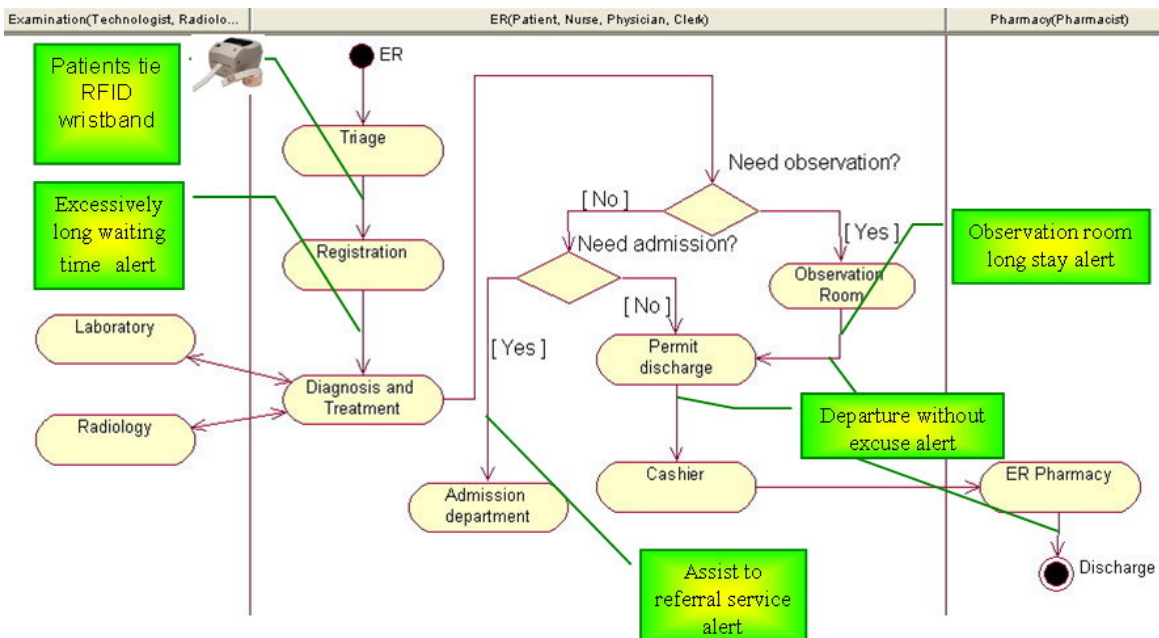 Examination(Technologist, Radiolo...
ER(Patient, Nurse, Physician, Clerk)
Pharmacy(Pharmacist)
Patients tie
RFID
wristband
ER
Triage
Need observation?
Excessively
long waiting
time alert
[ No ]
[ Yes ]
Observation room
long stay alert
Registration
Need admission?
Observation
Room
Laboratory
[ No ]
[ Yes ]
Permit
discharge
Diagnosis and
Treatment
Radiology
Departure without
excuse alert
Cashier
ER Pharmacy
Admission
department
Assist to
referral service
alert
Discharge